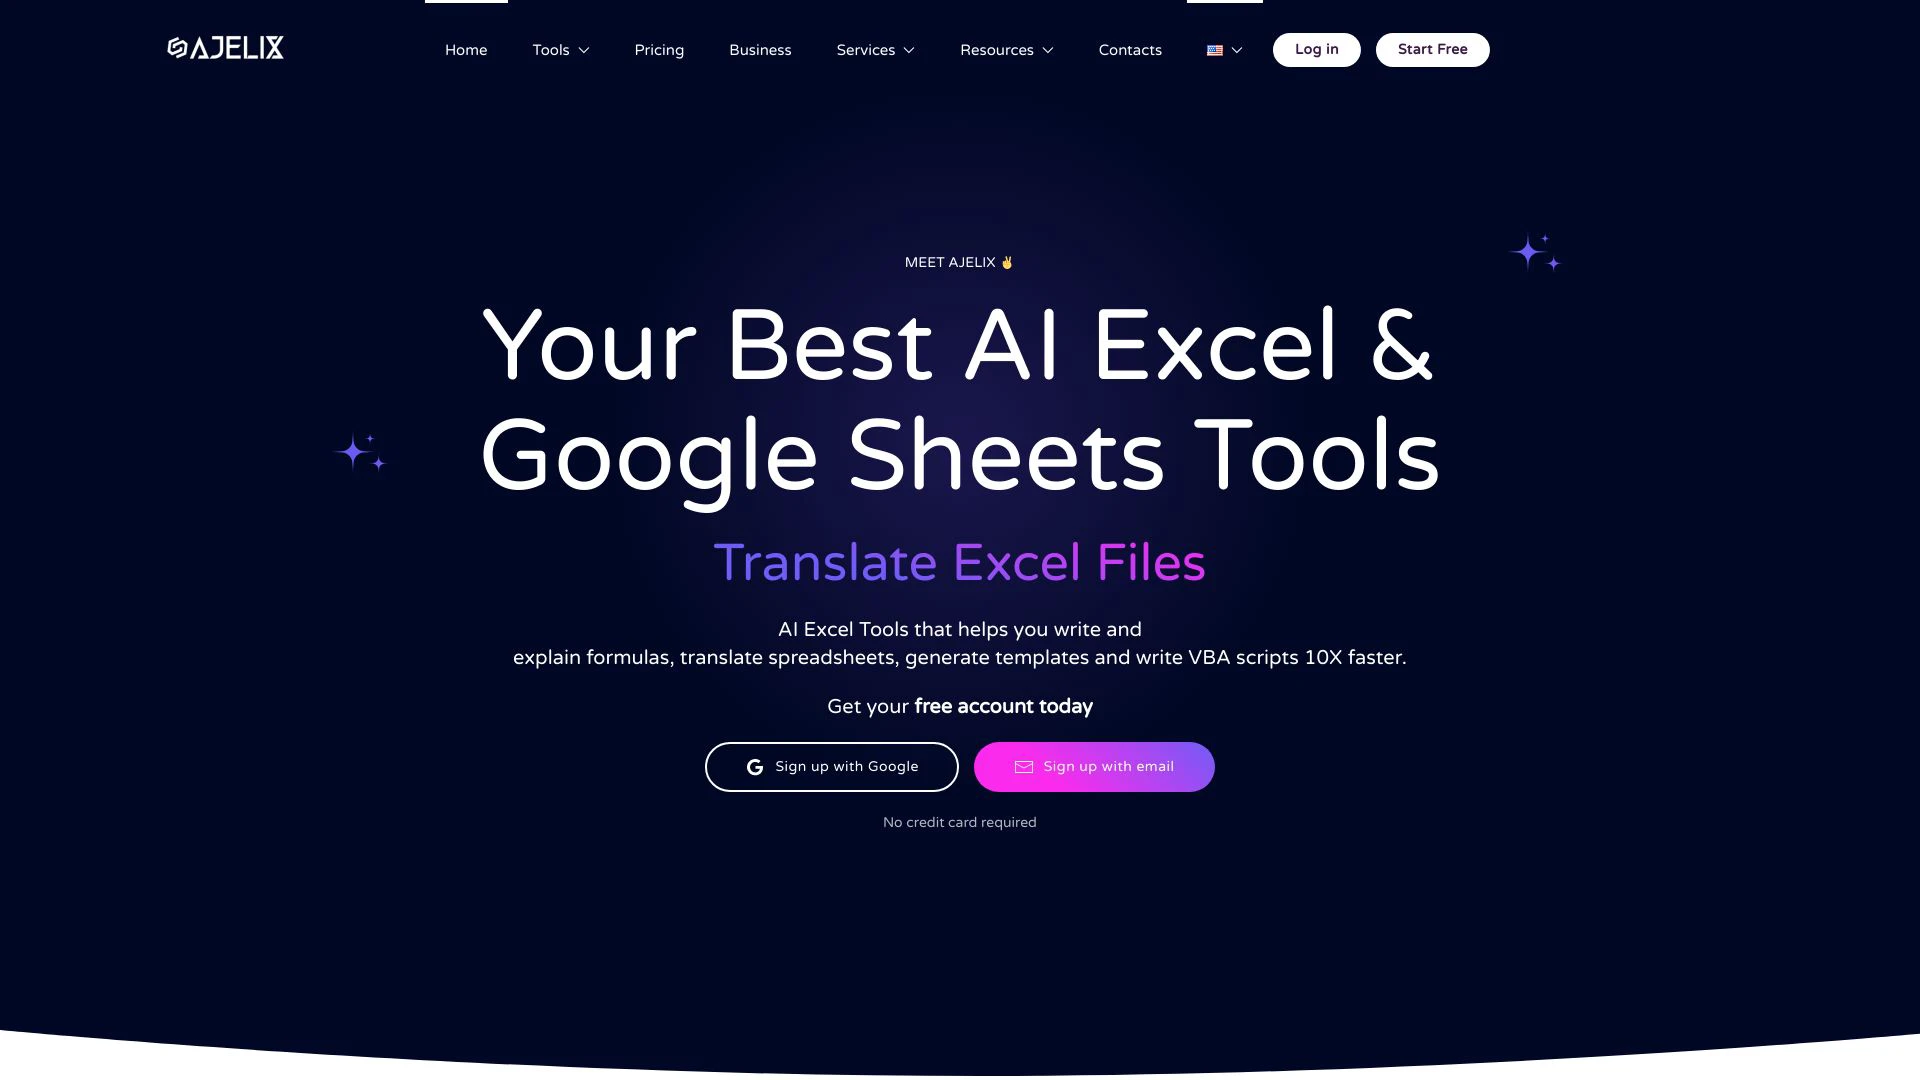 AJELIX
Home Tools Pricing Business Services Resources Contacts Log in Start Free
MEET AJELIX
Your Best AI Excel &
Google Sheets Tools
Translate Excel Files
AI Excel Tools that helps you write and
explain formulas, translate spreadsheets, generate templates and write VBA scripts 10X faster.
Get your free account today
Sign up with Google Sign up with email
No credit card required